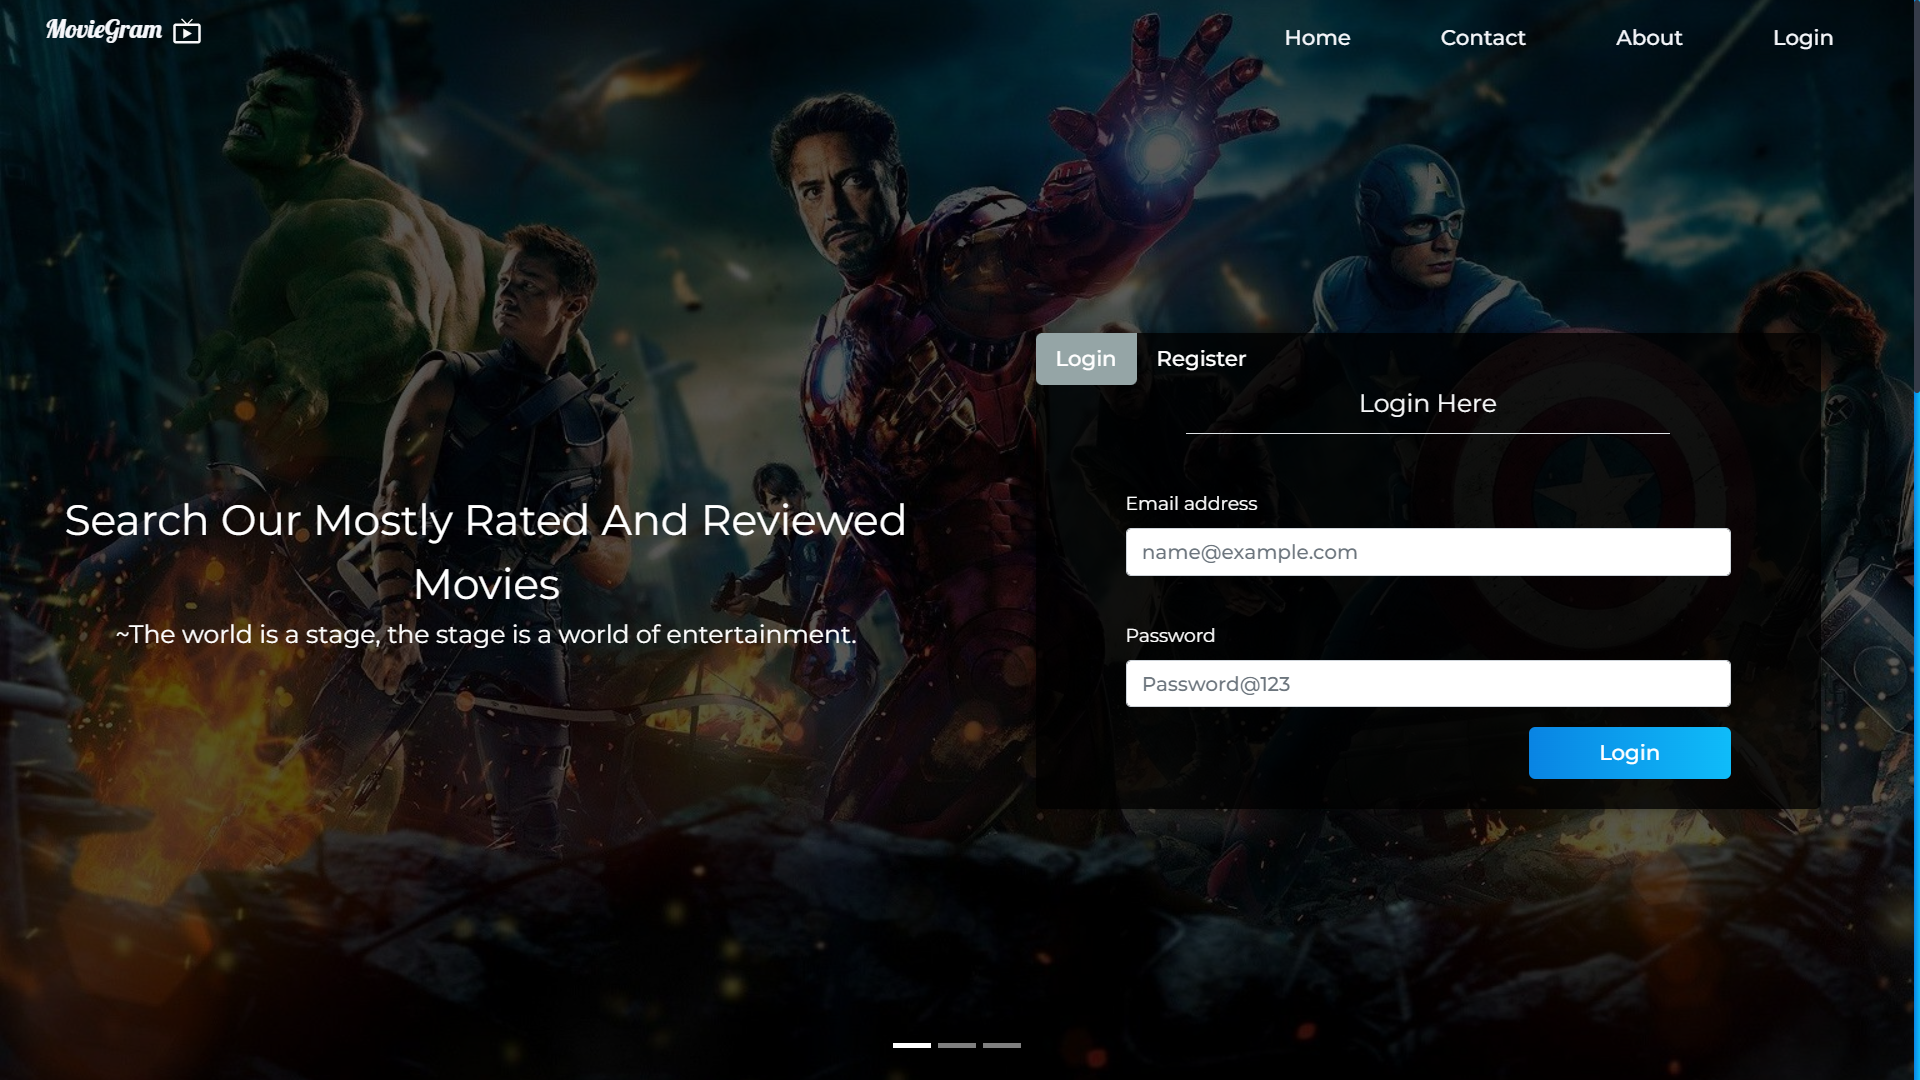 MovieGram
Home
Contact
About
Login
Login
Register
Login Here
Search Our Mostly Rated And Reviewed
Movies
~The world is a stage, the stage is a world of entertainment.
Email address
name@example.com
Password
Password@123
Login